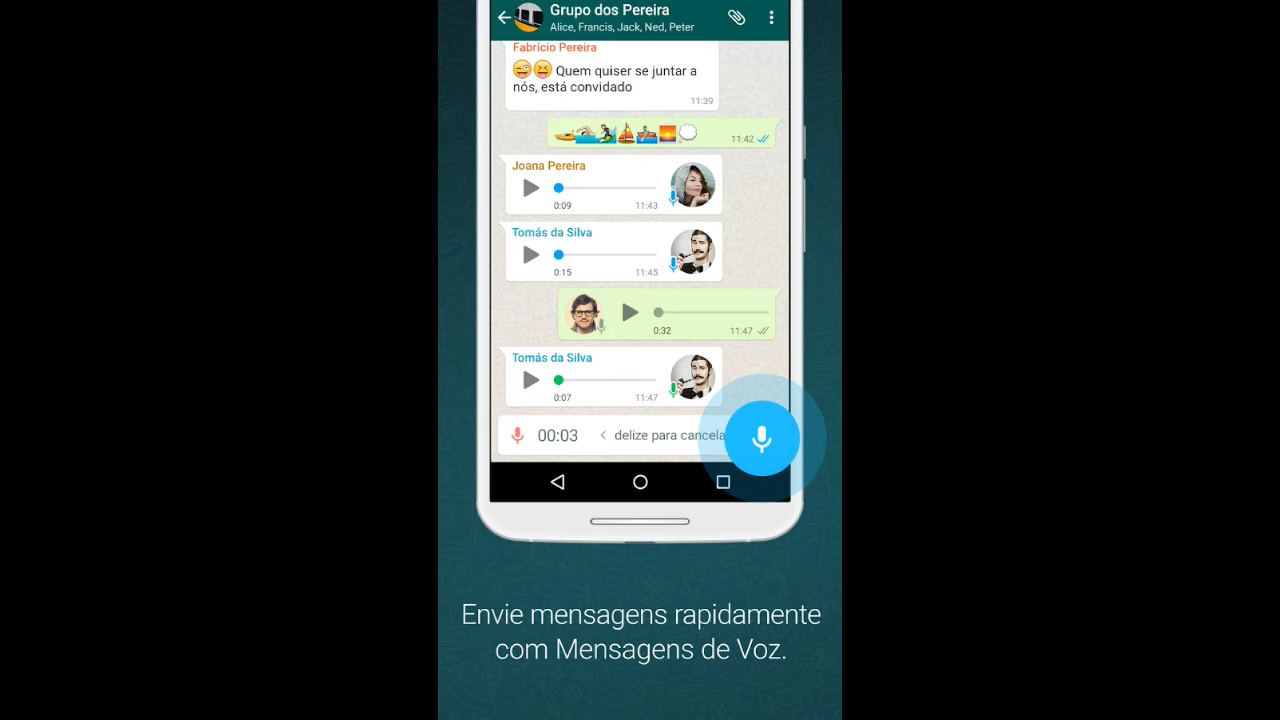 Grupo dos Pereira
Alice, Francis, Jack, Ned, Peter
Fabrício Pereira
Quem quiser se juntar a
nós, está convidado
11:39
11:42
Joana Pereira
0:09 11:43
Tomás da Silva
0:15 11:45
0:32 11:47
Tomás da Silva
0:07 11:47
00:03 < delize para cancela
Envie mensagens rapidamente
com Mensagens de Voz.